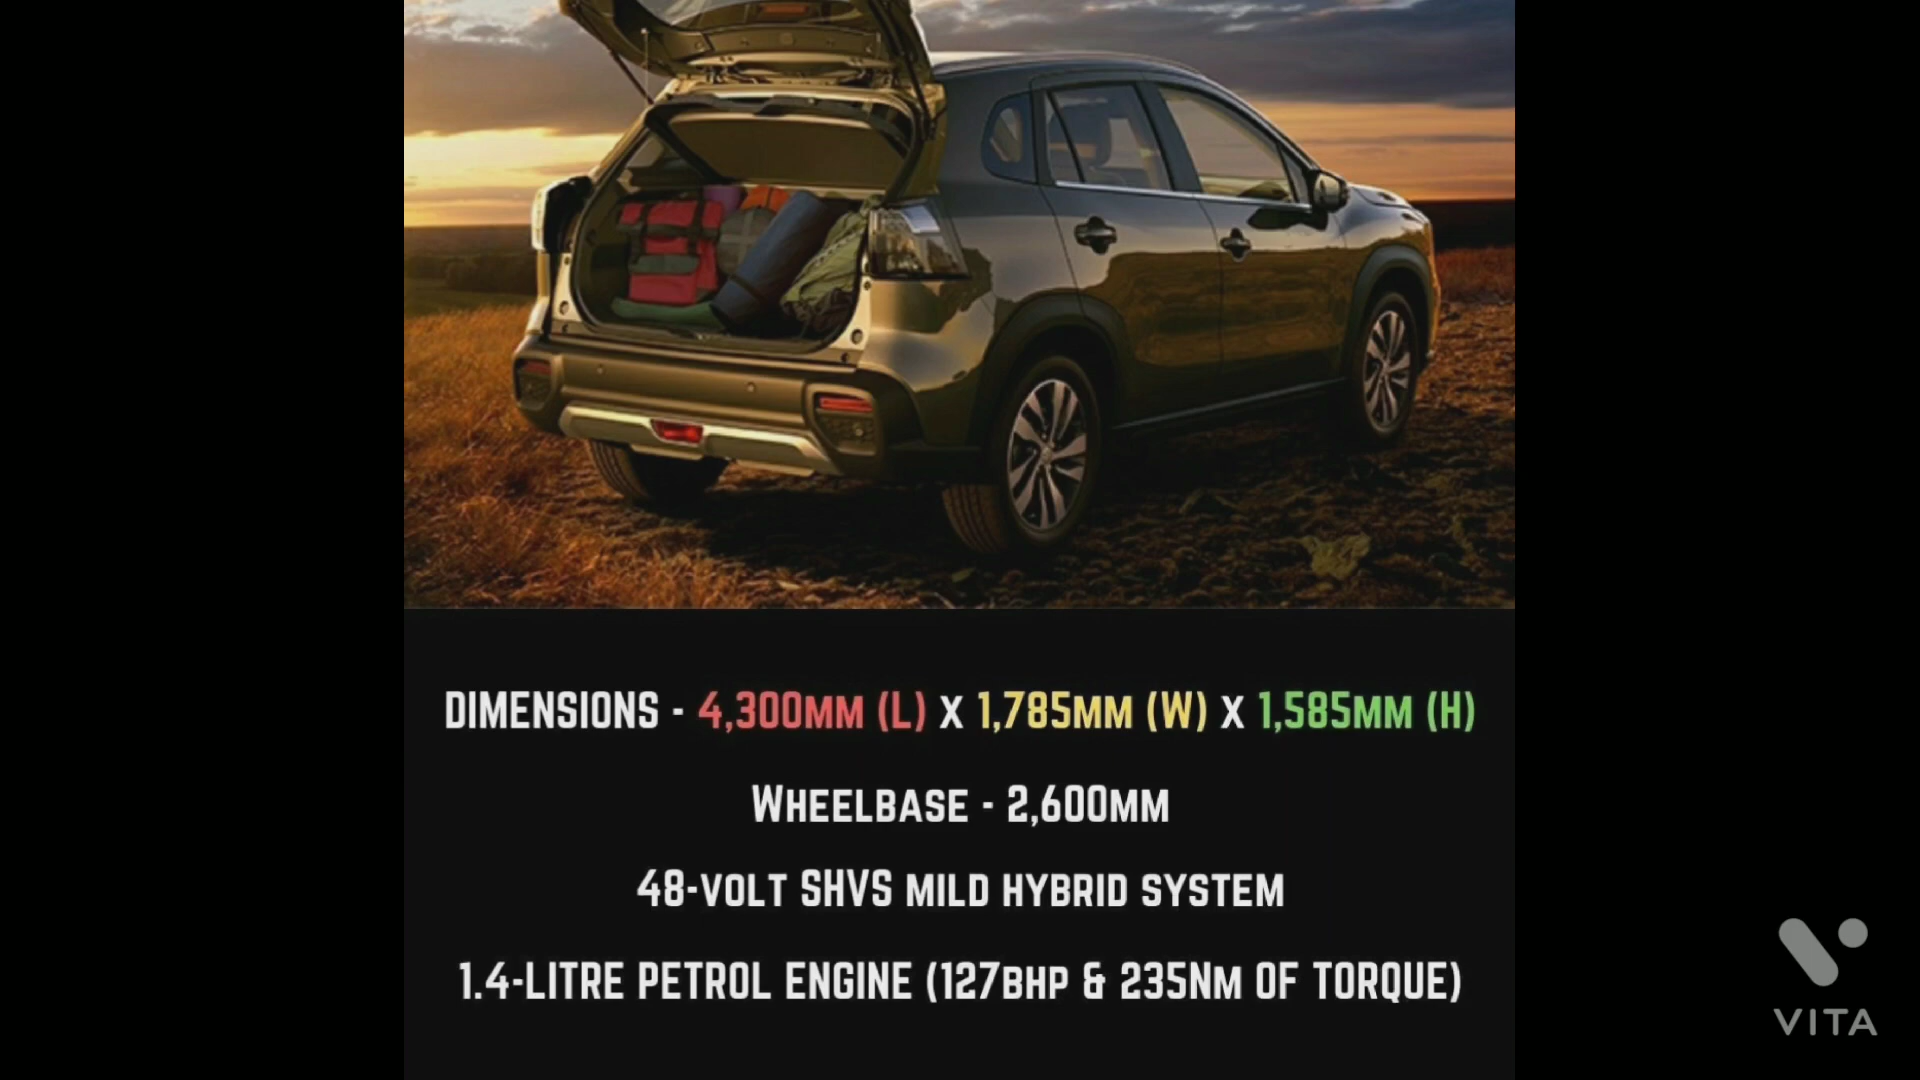 DIMENSIONS - 4,300MM (L) X 1,785MM (W) X 1,585MM (H)
WHEELBASE - 2,600MM
48-VOLT SHVS MILD HYBRID SYSTEM
1.4-LITRE PETROL ENGINE (127BHP & 235NM OF TORQUE)
VITA